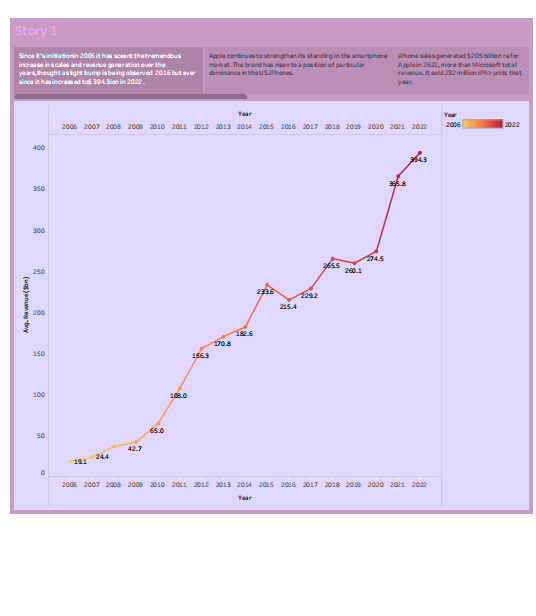 Story 1
Since it's initiation in 2006 it has sceent the tremendous
increase in scales and revenue generation over the
years,thought as light bump is being observed 2016 but ever
since it has increased to$ 394.3ion in 2022 .
Apple continues to strengthen its standing in the smartphone
market. The brand has risen to a position of particular
dominance in the U.S.iPhones.
iPhone sales generated $205 billion re for
Apple in 2022, more than Microsoft total
revenue. It sold 232 million iPh> units that
year.
Year
2006 2007 2008 2009 2010 2011 2012 2013 2014 2015 2016 2017 2018 2019 2020 2021 2022
Year
2006 2022
400
350
300
250
200
150
100
50
0
Avg. Revenue ($bn)
394.3
365.8
274.5
265.5
260.1
233.6
229.2
215.4
182.6
170.8
156.3
108.0
65.0
42.7
24.4
19.1
2006 2007 2008 2009 2010 2011 2012 2013 2014 2015 2016 2017 2018 2019 2020 2021 2022
Year